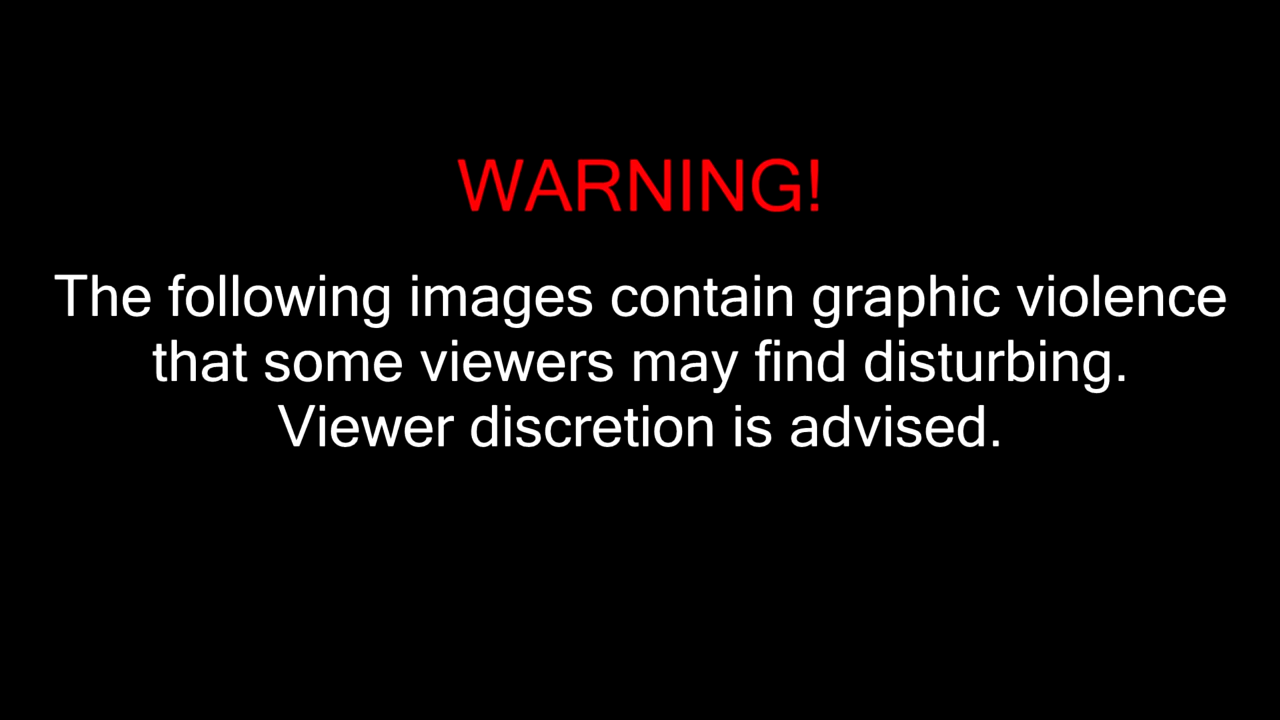 WARNING!
The following images contain graphic violence
that some viewers may find disturbing.
Viewer discretion is advised.